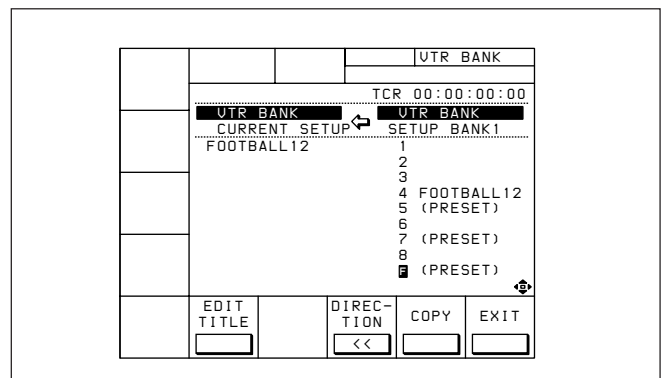 VTR BANK
TCR 00:00:00:00
VTR BANK VTR BANK
CURRENT SETUP SETUP BANK1
FOOTBALL12 1
2
3
4 FOOTBALL12
5 (PRESET)
6
7 (PRESET)
8
F (PRESET)
EDIT TITLE
DIREC-TION
<<
COPY
EXIT